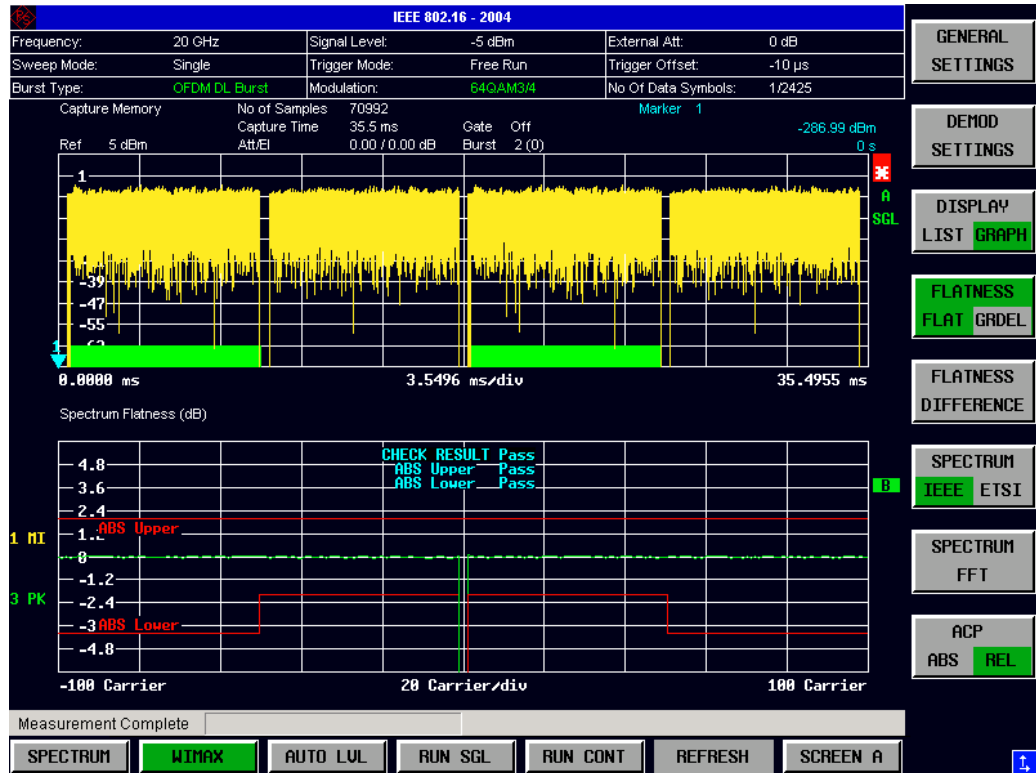 IEEE 802.16 - 2004
Frequency: 20 GHz Signal Level: -5 dBm External Att: 0 dB
Sweep Mode: Single Trigger Mode: Free Run Trigger Offset: -10 µs
Burst Type: OFDM DL Burst Modulation: 64QAM3/4 No Of Data Symbols: 1/2425
Capture Memory No of Samples 70992 Marker 1
Capture Time 35.5 ms Gate Off -286.99 dBm
Ref 5 dBm Att/El 0.00 / 0.00 dB Burst 2 (0) 0 s
1
A
SGL
-39
-47
-55
1
0.0000 ms 3.5496 ms/div 35.4955 ms
Spectrum Flatness (dB)
CHECK RESULT Pass
4.8 ABS Upper Pass
3.6 ABS Lower Pass
B
2.4
ABS Upper
1 MI
0
-1.2
3 PK
-2.4
-3 ABS Lower
-4.8
-100 Carrier 20 Carrier/div 100 Carrier
Measurement Complete
SPECTRUM WIMAX AUTO LVL RUN SGL RUN CONT REFRESH SCREEN A
GENERAL
SETTINGS
DEMOD
SETTINGS
DISPLAY
LIST GRAPH
FLATNESS
FLAT GRDEL
FLATNESS
DIFFERENCE
SPECTRUM
IEEE ETSI
SPECTRUM
FFT
ACP
ABS REL